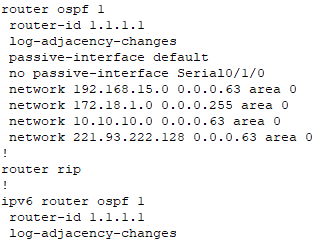 router ospf 1
router-id 1.1.1.1
log-adjacency-changes
passive-interface default
no passive-interface Serial0/1/0
network 192.168.15.0 0.0.0.63 area 0
network 172.18.1.0 0.0.0.255 area 0
network 10.10.10.0 0.0.0.63 area 0
network 221.93.222.128 0.0.0.63 area 0
!
router rip
!
ipv6 router ospf 1
router-id 1.1.1.1
log-adjacency-changes